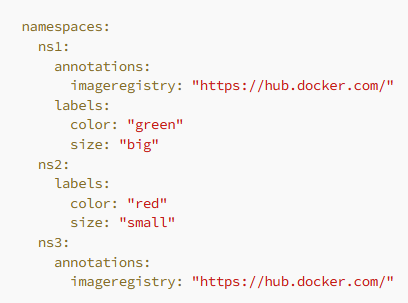 namespaces:
  ns1:
    annotations:
      imageregistry: "https://hub.docker.com/"
    labels:
      color: "green"
      size: "big"
  ns2:
    labels:
      color: "red"
      size: "small"
  ns3:
    annotations:
      imageregistry: "https://hub.docker.com/"